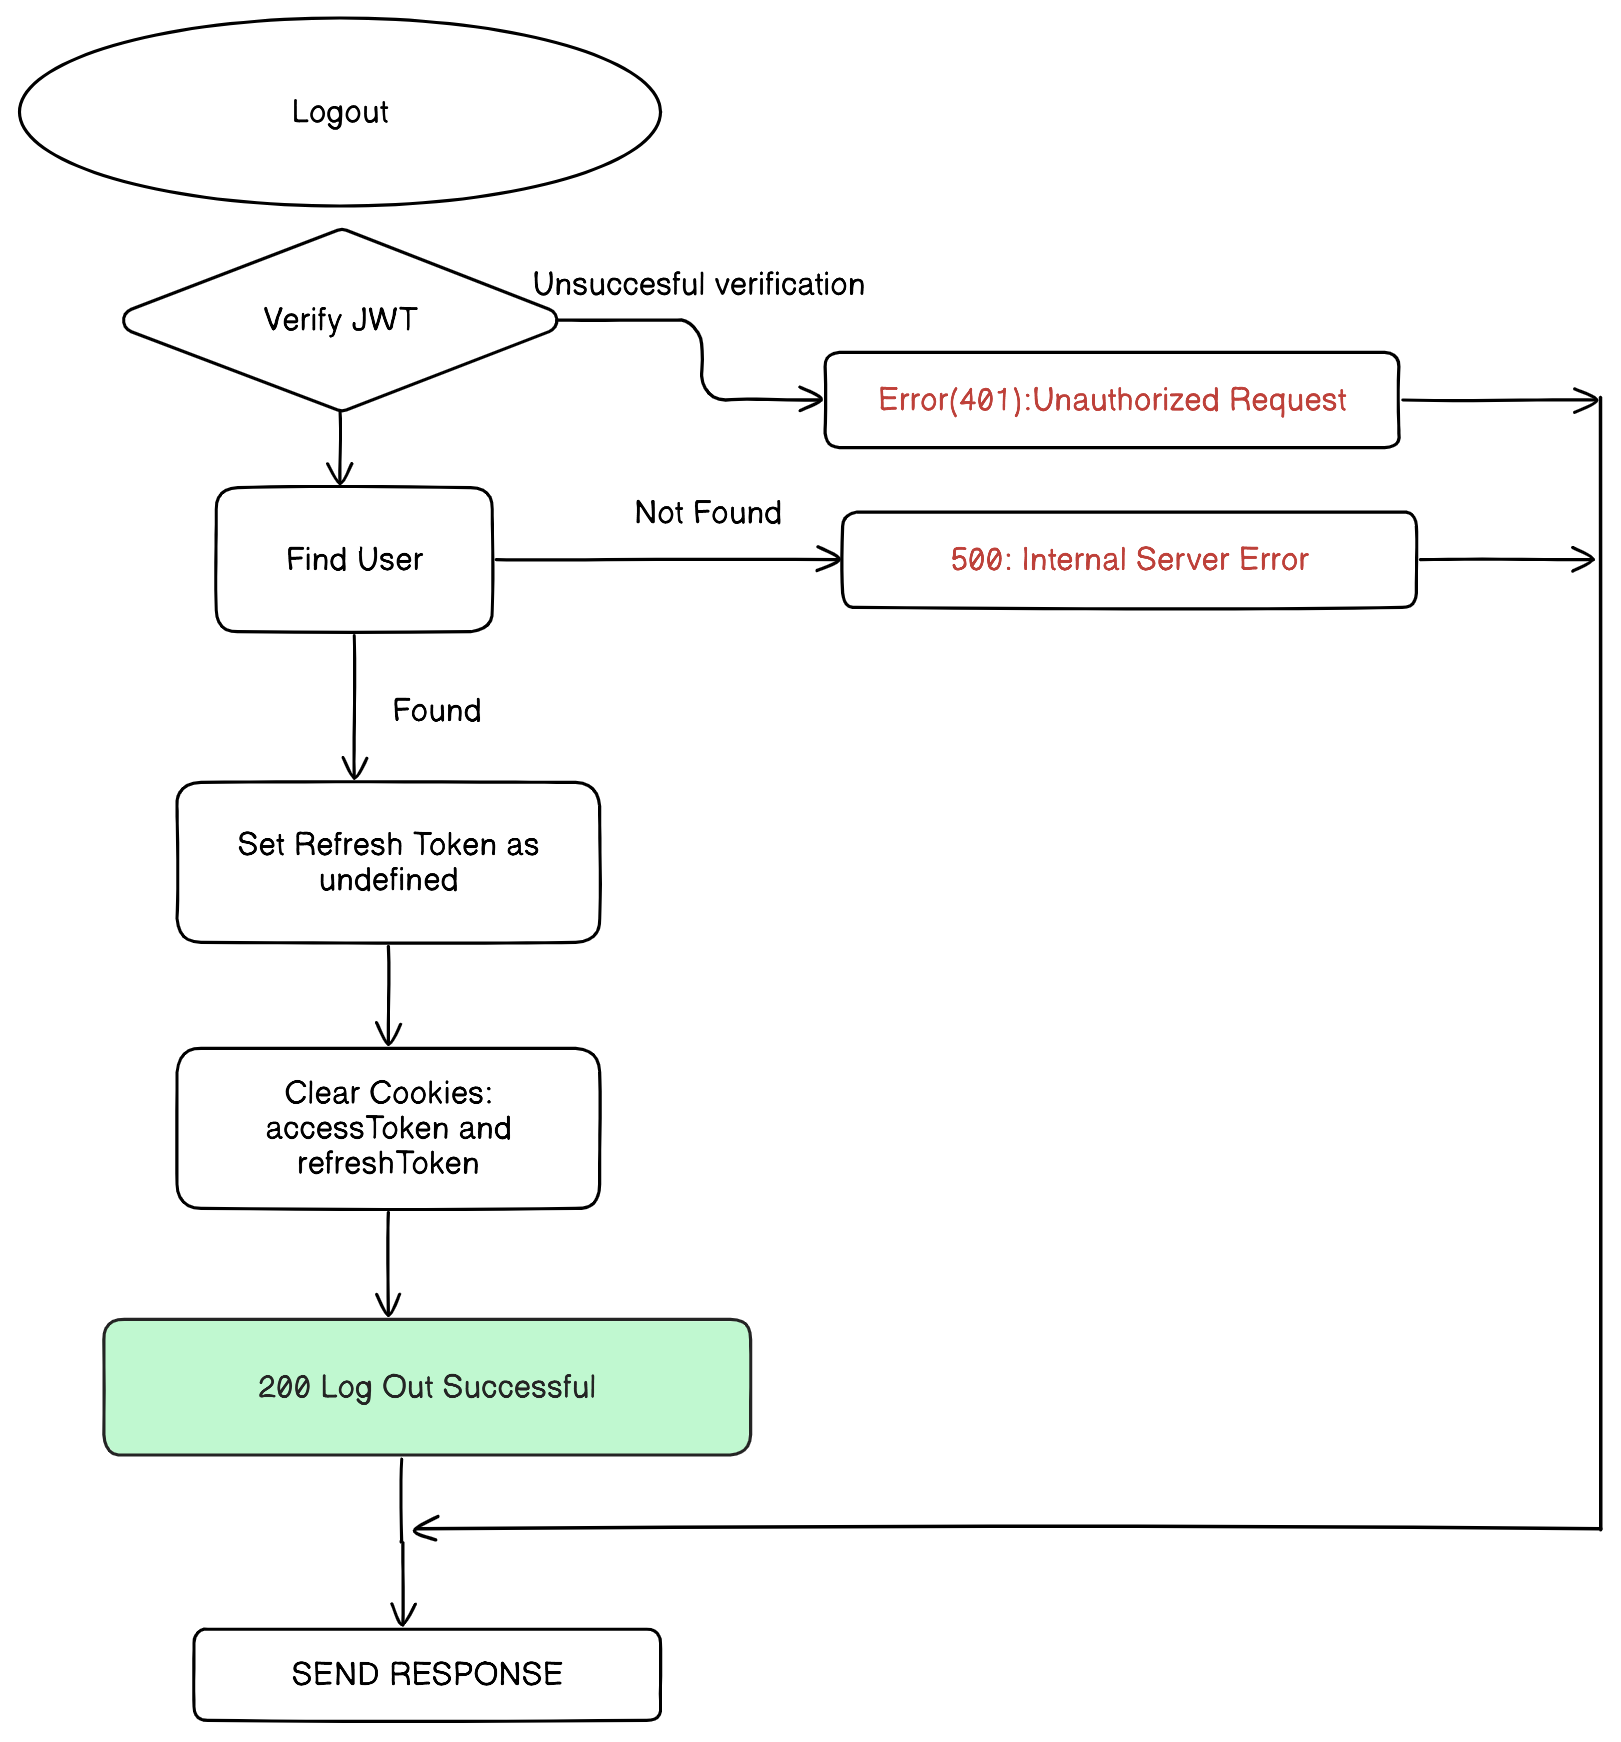 Logout
Unsuccesful verification
Verify JWT
Error(401):Unauthorized Request
Not Found
Find User
500: Internal Server Error
Found
Set Refresh Token as
undefined
Clear Cookies:
accessToken and
refreshToken
200 Log Out Successful
SEND RESPONSE